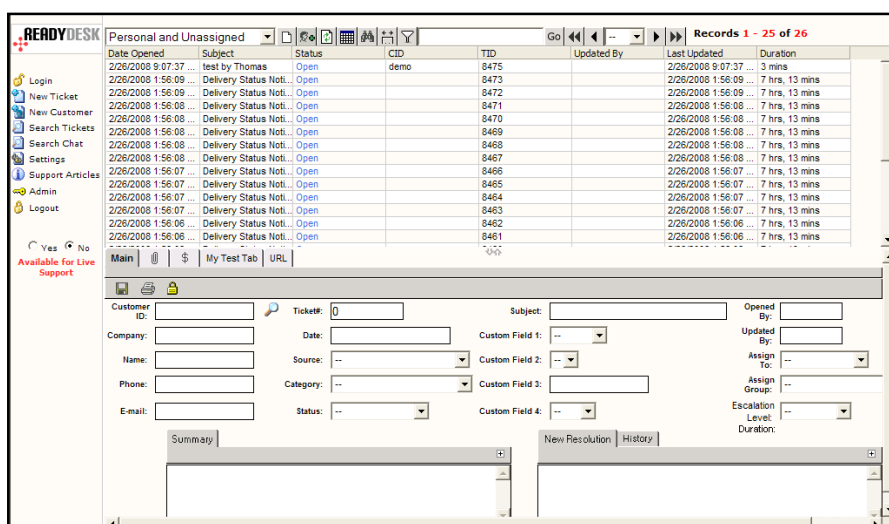 READYDESK
Personal and Unassigned Go -- Records 1 - 25 of 26
Date Opened Subject Status CID TID Updated By Last Updated Duration
2/26/2008 9:07:37 ... test by Thomas Open demo 8475 2/26/2008 9:07:37 ... 3 mins
2/26/2008 1:56:09 ... Delivery Status Noti... Open 8473 2/26/2008 1:56:09 ... 7 hrs, 13 mins
2/26/2008 1:56:09 ... Delivery Status Noti... Open 8472 2/26/2008 1:56:09 ... 7 hrs, 13 mins
2/26/2008 1:56:08 ... Delivery Status Noti... Open 8471 2/26/2008 1:56:08 ... 7 hrs, 13 mins
2/26/2008 1:56:08 ... Delivery Status Noti... Open 8470 2/26/2008 1:56:08 ... 7 hrs, 13 mins
2/26/2008 1:56:08 ... Delivery Status Noti... Open 8469 2/26/2008 1:56:08 ... 7 hrs, 13 mins
2/26/2008 1:56:08 ... Delivery Status Noti... Open 8468 2/26/2008 1:56:08 ... 7 hrs, 13 mins
2/26/2008 1:56:08 ... Delivery Status Noti... Open 8467 2/26/2008 1:56:08 ... 7 hrs, 13 mins
2/26/2008 1:56:07 ... Delivery Status Noti... Open 8466 2/26/2008 1:56:07 ... 7 hrs, 13 mins
2/26/2008 1:56:07 ... Delivery Status Noti... Open 8465 2/26/2008 1:56:07 ... 7 hrs, 13 mins
2/26/2008 1:56:07 ... Delivery Status Noti... Open 8464 2/26/2008 1:56:07 ... 7 hrs, 13 mins
2/26/2008 1:56:07 ... Delivery Status Noti... Open 8463 2/26/2008 1:56:07 ... 7 hrs, 13 mins
2/26/2008 1:56:06 ... Delivery Status Noti... Open 8462 2/26/2008 1:56:06 ... 7 hrs, 13 mins
2/26/2008 1:56:06 ... Delivery Status Noti... Open 8461 2/26/2008 1:56:06 ... 7 hrs, 13 mins
Login
New Ticket
New Customer
Search Tickets
Search Chat
Settings
Support Articles
Admin
Logout
Yes No
Available for Live
Support
Main $ My Test Tab URL
Customer ID: Ticket#: 0 Subject: Opened By:
Company: Date: Custom Field 1: -- Updated By:
Name: Source: -- Custom Field 2: -- Assign To: --
Phone: Category: -- Custom Field 3: Assign Group: --
E-mail: Status: -- Custom Field 4: -- Escalation Level: --
Duration:
Summary New Resolution History